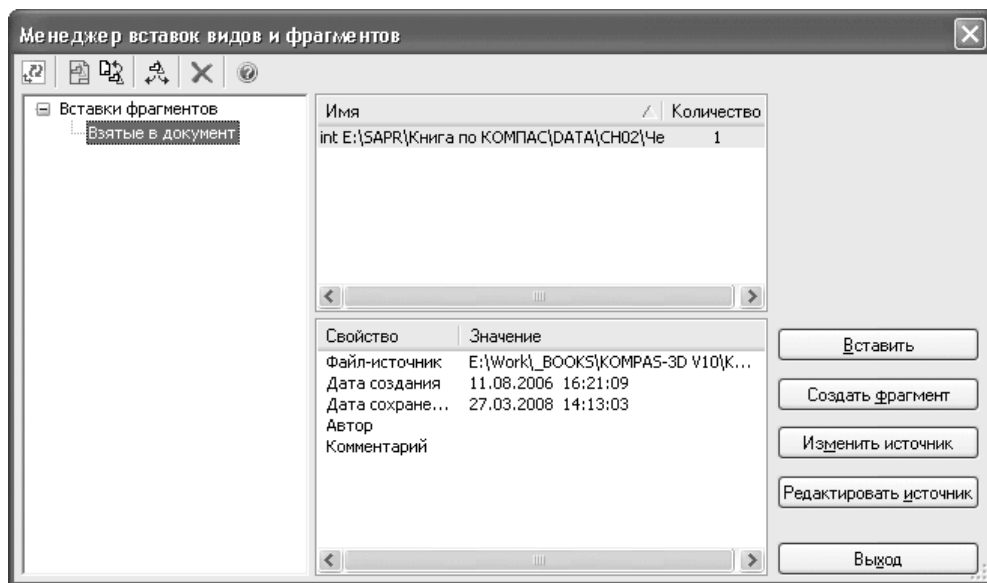 Менеджер вставок видов и фрагментов
Вставки фрагментов
Взятые в документ
Имя Количество
int E:\SAPR\Книга по КОМПАС\DATA\CH02\Че 1
Свойство Значение
Файл-источник E:\Work\_BOOKS\KOMPAS-3D V10\K...
Дата создания 11.08.2006 16:21:09
Дата сохране... 27.03.2008 14:13:03
Автор
Комментарий
Вставить
Создать фрагмент
Изменить источник
Редактировать источник
Выход